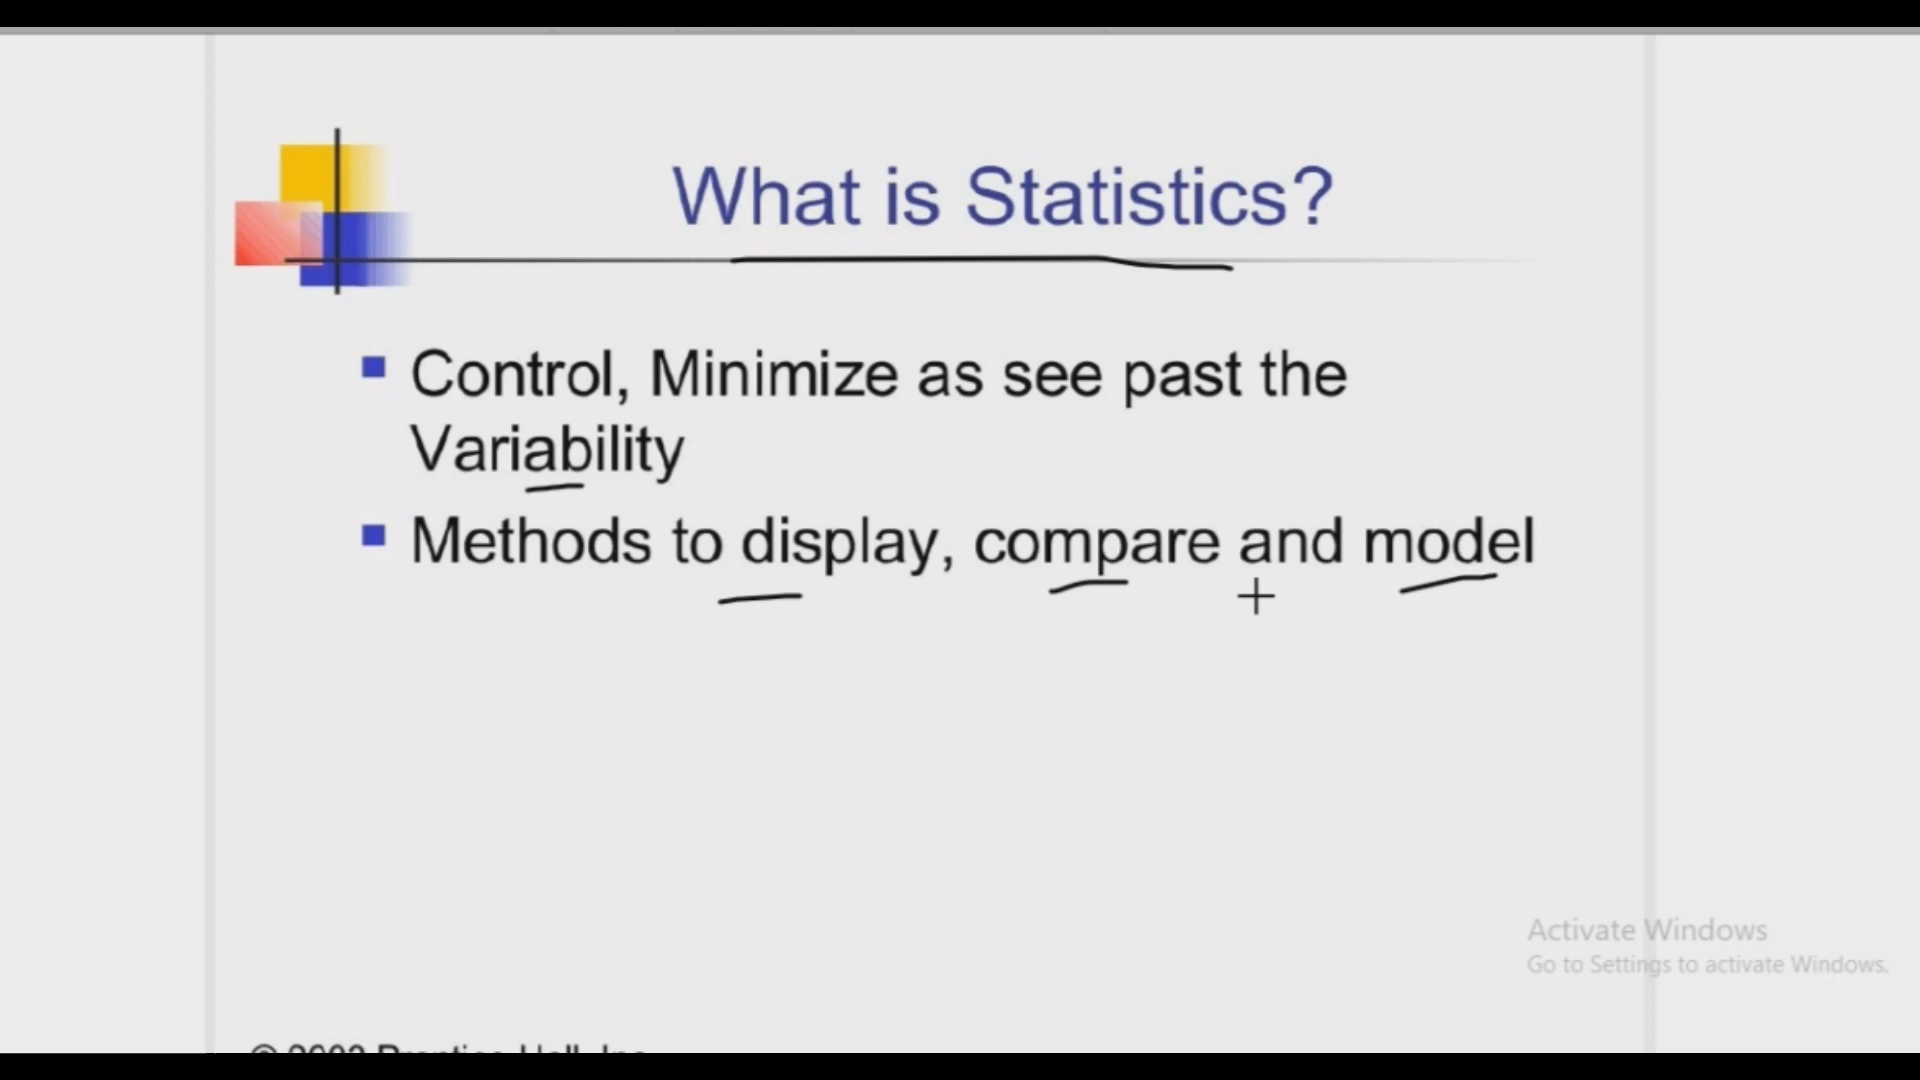 What is Statistics?
Control, Minimize as see past the
Variability
Methods to display, compare and model
Activate Windows
Go to Settings to activate Windows.